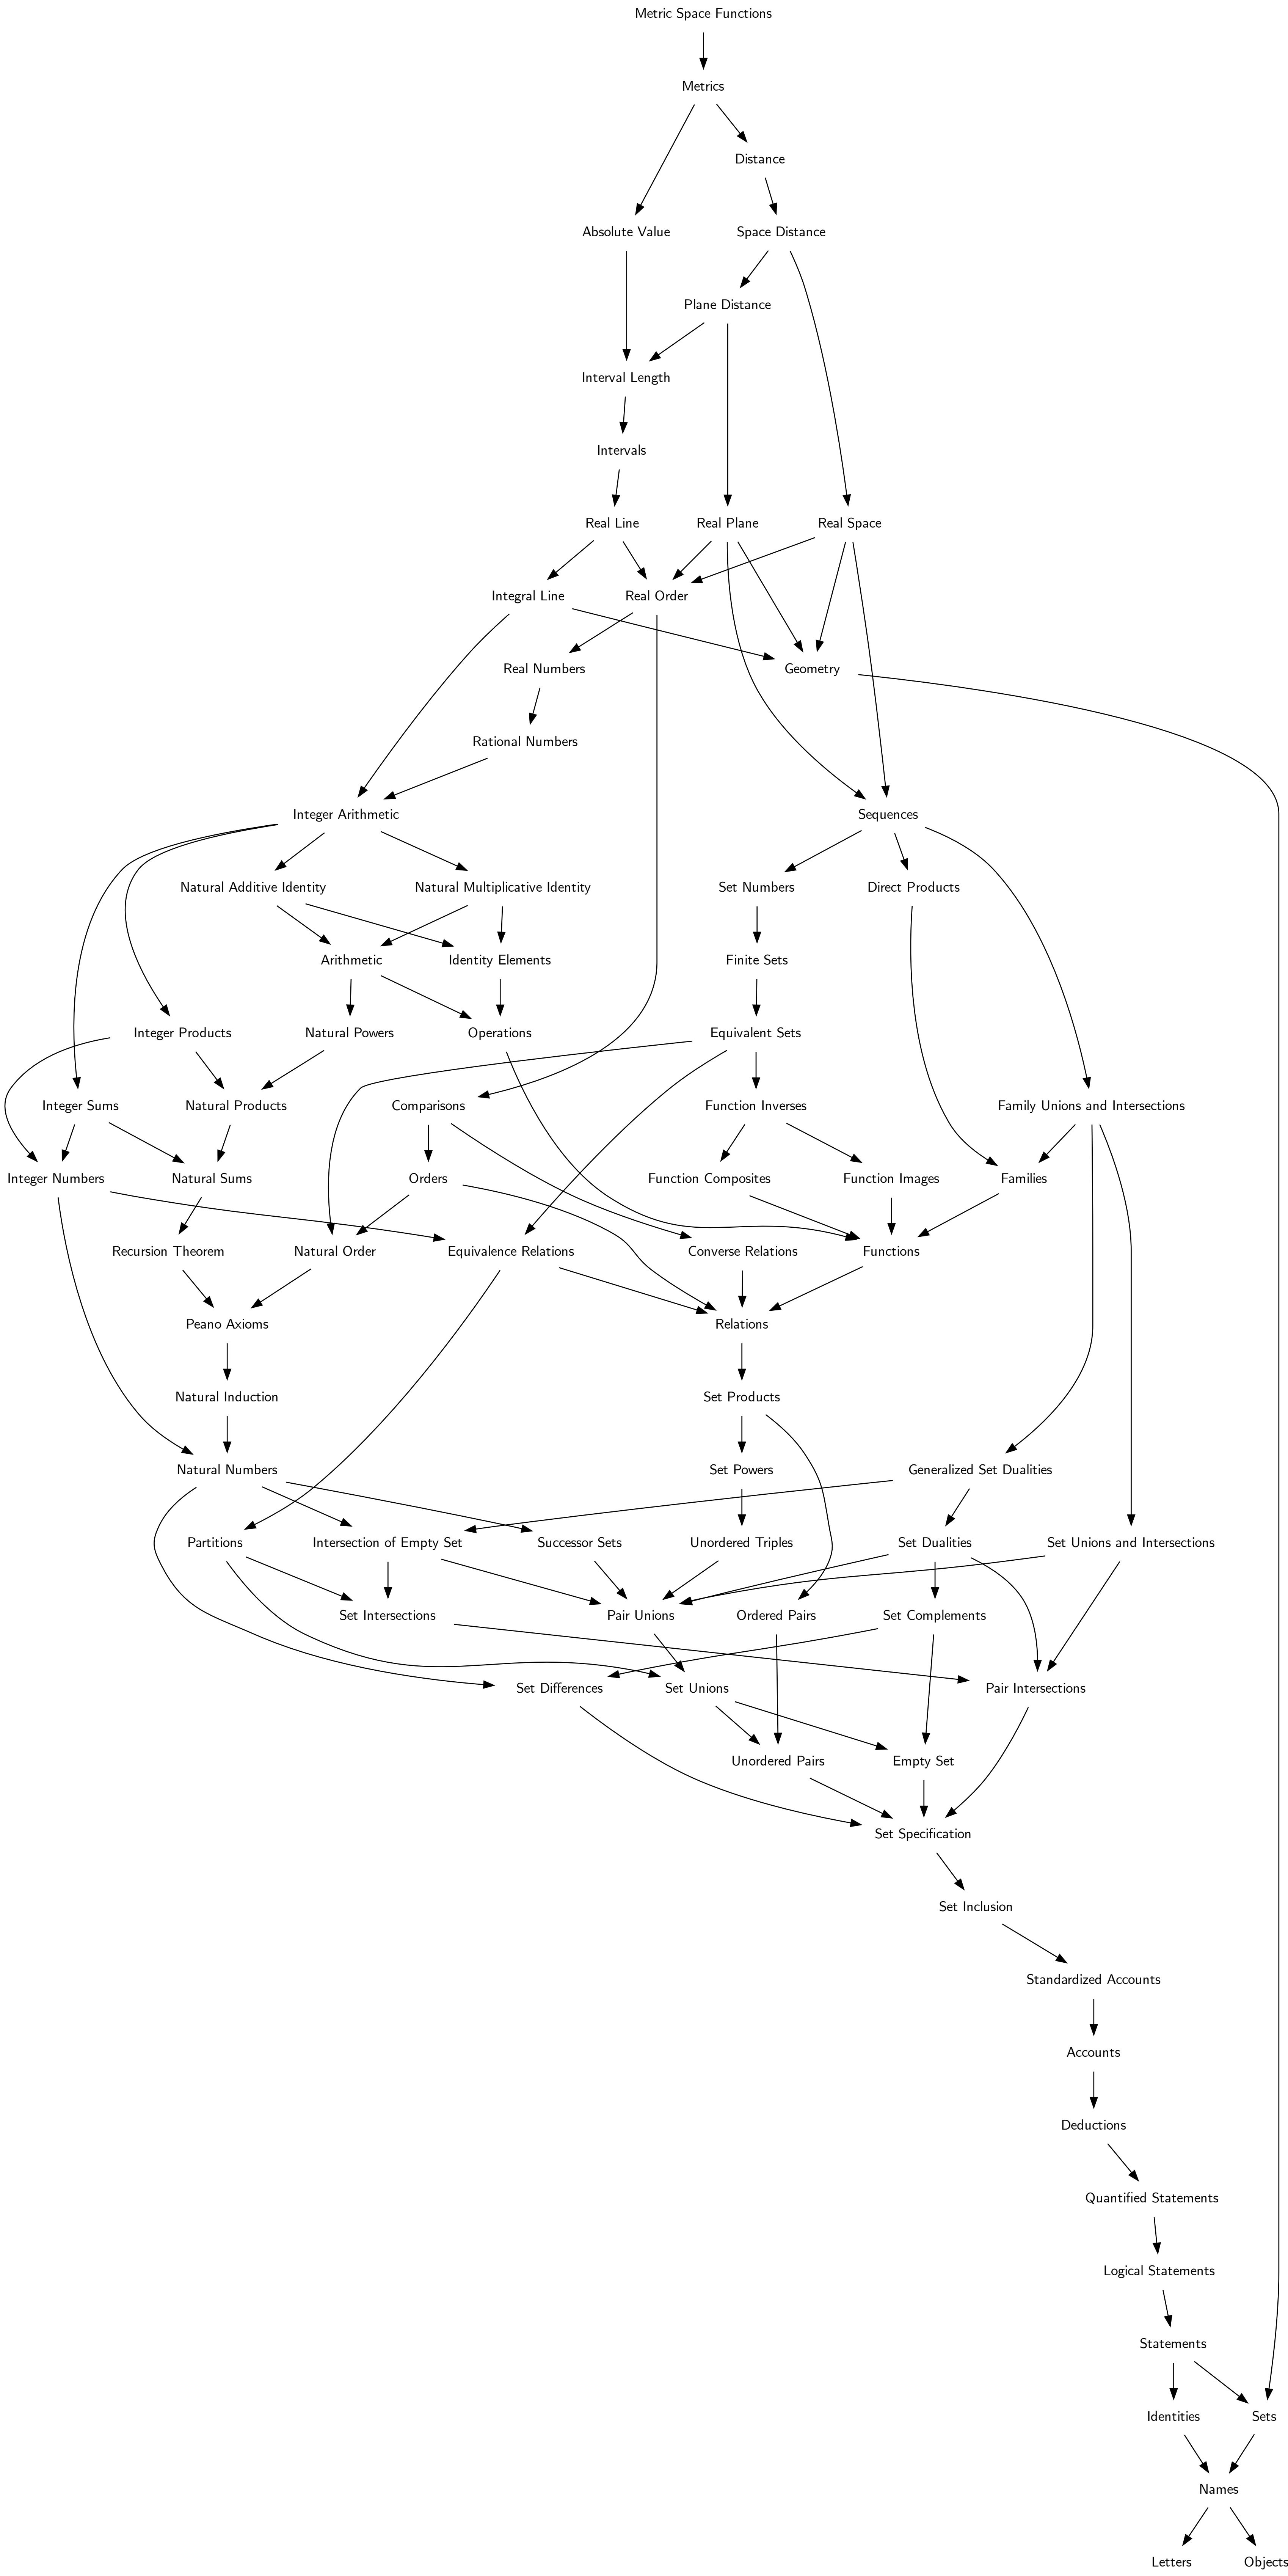 Metric Space Functions
Metrics
Distance
Absolute Value
Space Distance
Plane Distance
Interval Length
Intervals
Real Line
Real Plane
Real Space
Integral Line
Real Order
Real Numbers
Geometry
Rational Numbers
Integer Arithmetic
Sequences
Natural Additive Identity
Natural Multiplicative Identity
Set Numbers
Direct Products
Arithmetic
Identity Elements
Finite Sets
Integer Products
Natural Powers
Operations
Equivalent Sets
Integer Sums
Natural Products
Comparisons
Function Inverses
Family Unions and Intersections
Integer Numbers
Natural Sums
Orders
Function Composites
Function Images
Families
Recursion Theorem
Natural Order
Equivalence Relations
Converse Relations
Functions
Peano Axioms
Relations
Natural Induction
Set Products
Natural Numbers
Set Powers
Generalized Set Dualities
Partitions
Intersection of Empty Set
Successor Sets
Unordered Triples
Set Dualities
Set Unions and Intersections
Set Intersections
Pair Unions
Ordered Pairs
Set Complements
Set Differences
Set Unions
Pair Intersections
Unordered Pairs
Empty Set
Set Specification
Set Inclusion
Standardized Accounts
Accounts
Deductions
Quantified Statements
Logical Statements
Statements
Identities
Sets
Names
Letters
Objects